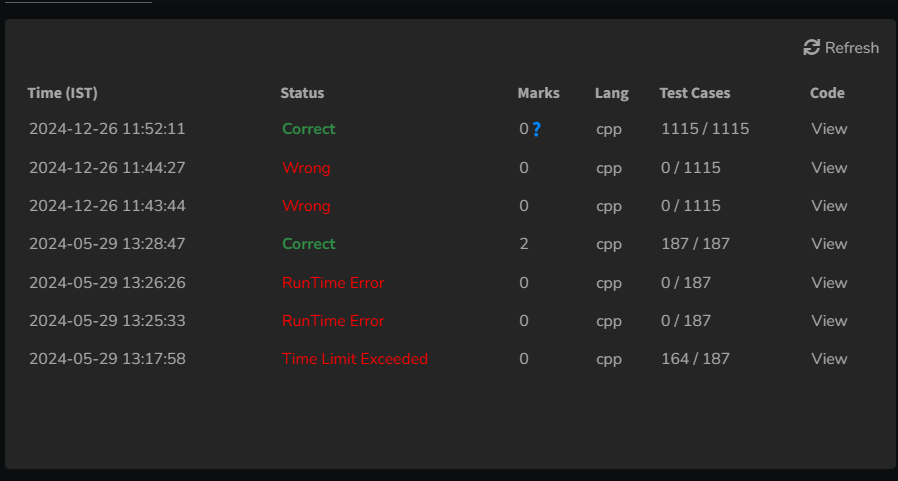 Refresh
Time (IST) Status Marks Lang Test Cases Code
2024-12-26 11:52:11 Correct 0 ? cpp 1115 / 1115 View
2024-12-26 11:44:27 Wrong 0 cpp 0 / 1115 View
2024-12-26 11:43:44 Wrong 0 cpp 0 / 1115 View
2024-05-29 13:28:47 Correct 2 cpp 187 / 187 View
2024-05-29 13:26:26 RunTime Error 0 cpp 0 / 187 View
2024-05-29 13:25:33 RunTime Error 0 cpp 0 / 187 View
2024-05-29 13:17:58 Time Limit Exceeded 0 cpp 164 / 187 View